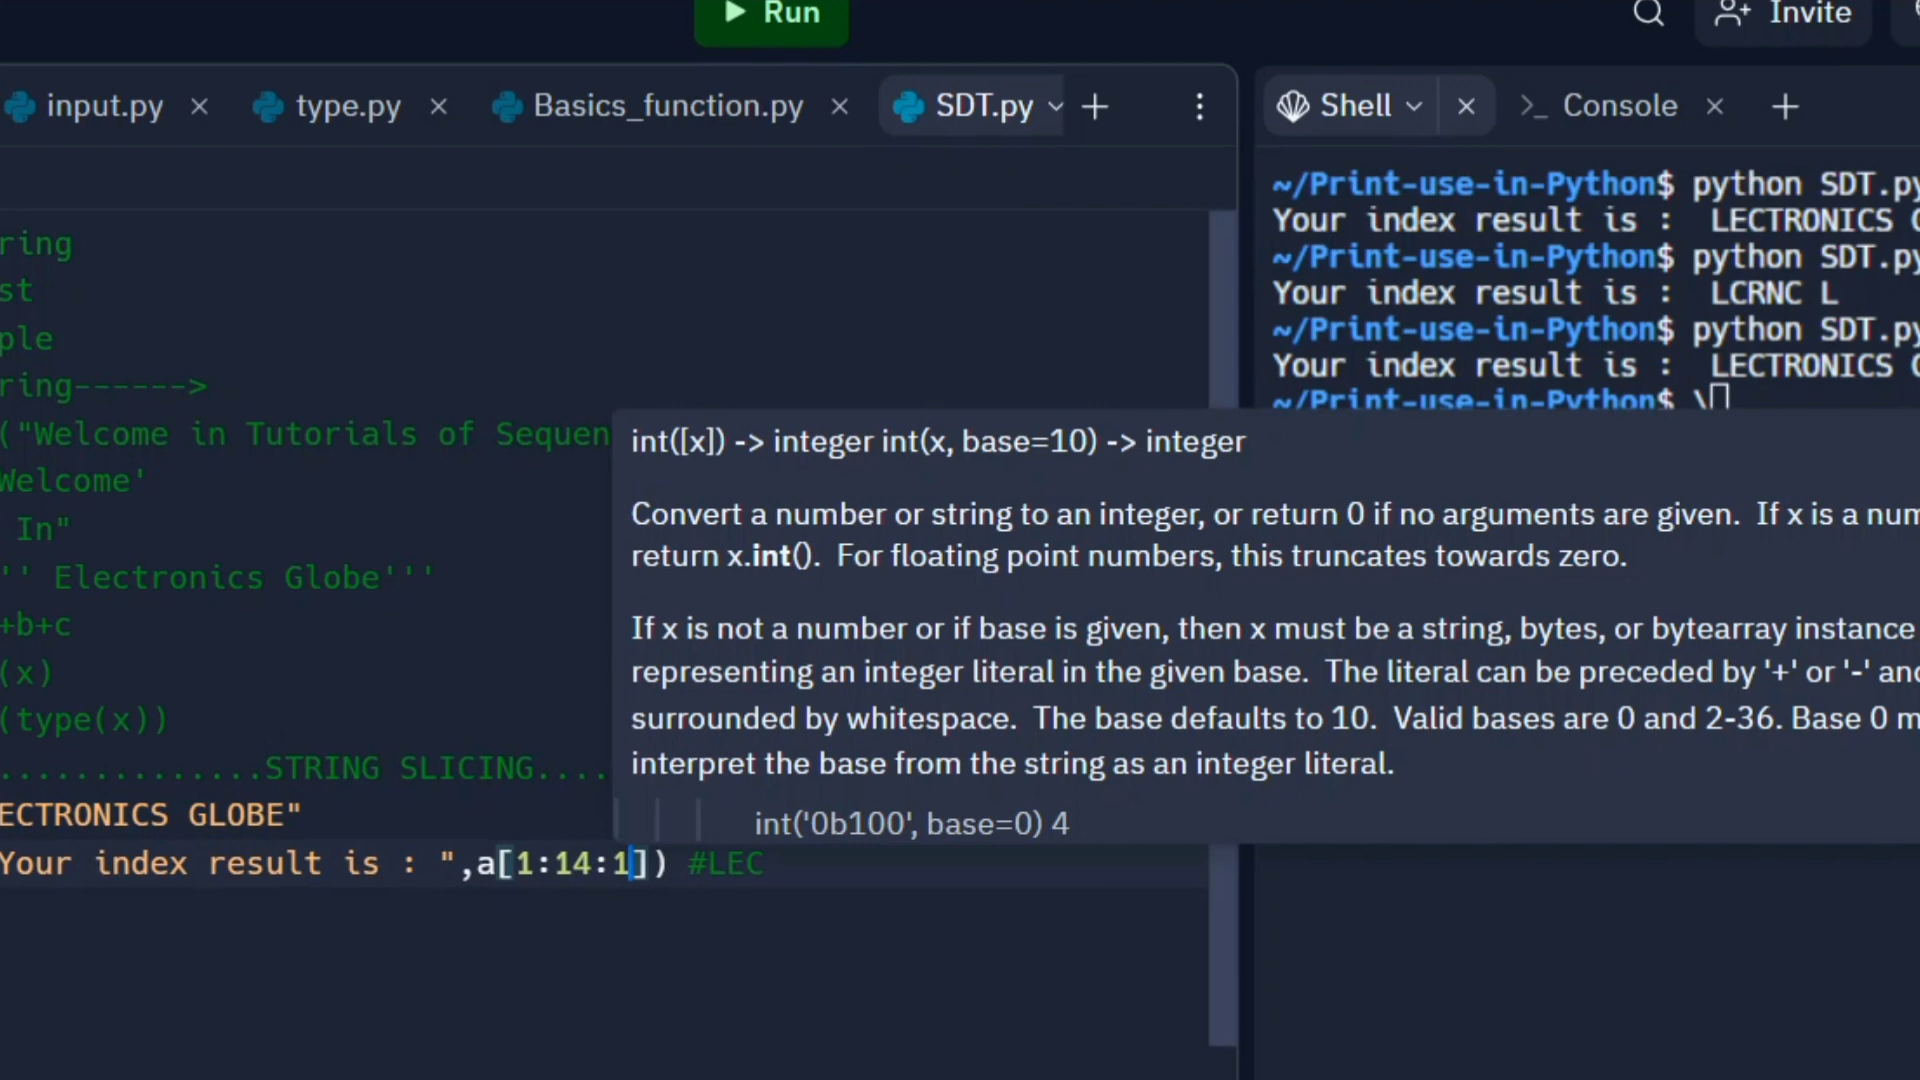 Run
Invite
input.py
type.py
Basics_function.py
SDT.py
Shell
>_ Console
ring
st
ple
ring------>
("Welcome in Tutorials of Sequen
Welcome'
In"
'' Electronics Globe'''
+b+c
(x)
(type(x))
..............STRING SLICING....
ECTRONICS GLOBE"
Your index result is : ",a[1:14:1]) #LEC
int([x]) -> integer int(x, base=10) -> integer
Convert a number or string to an integer, or return 0 if no arguments are given. If x is a num
return x.int(). For floating point numbers, this truncates towards zero.
If x is not a number or if base is given, then x must be a string, bytes, or bytearray instance
representing an integer literal in the given base. The literal can be preceded by '+' or '-' and
surrounded by whitespace. The base defaults to 10. Valid bases are 0 and 2-36. Base 0 m
interpret the base from the string as an integer literal.
int('0b100', base=0) 4
~/Print-use-in-Python$ python SDT.py
Your index result is : LECTRONICS G
~/Print-use-in-Python$ python SDT.py
Your index result is : LCRNC L
~/Print-use-in-Python$ python SDT.py
Your index result is : LECTRONICS G
~/Print-use-in-Python$ \